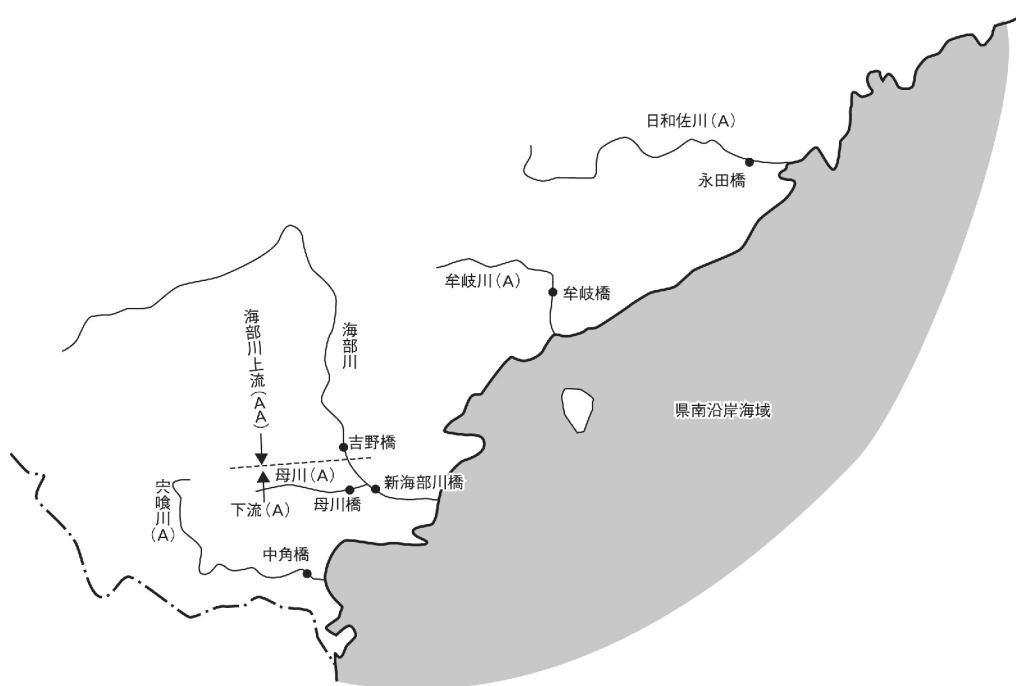 日和佐川（A）
永田橋
牟岐川（A）
牟岐橋
海部川上流（AA）
海部川
県南沿岸海域
吉野橋
母川（A）
新海部川橋
宍喰川（A）
下流（A）
母川橋
中角橋